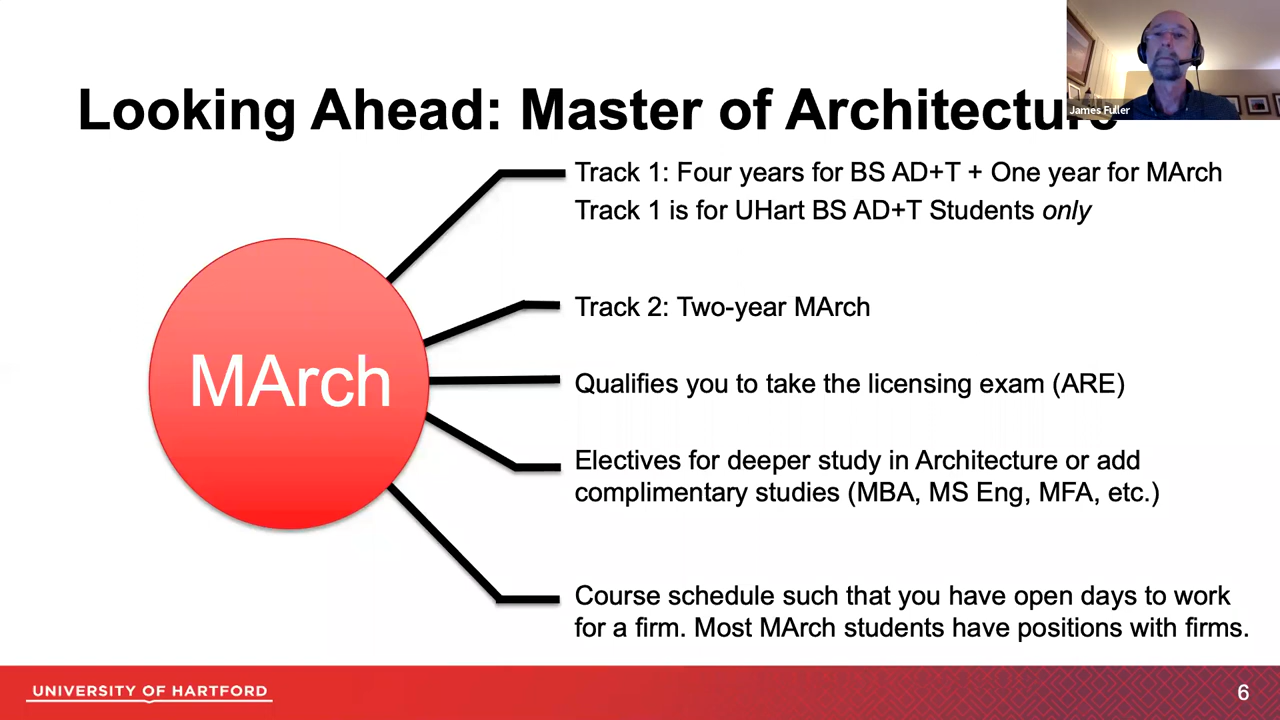 Looking Ahead: Master of Architecture
James Fuller
Track 1: Four years for BS AD+T + One year for MArch
Track 1 is for UHart BS AD+T Students only
Track 2: Two-year MArch
MArch
Qualifies you to take the licensing exam (ARE)
Electives for deeper study in Architecture or add
complimentary studies (MBA, MS Eng, MFA, etc.)
Course schedule such that you have open days to work
for a firm. Most MArch students have positions with firms.
UNIVERSITY OF HARTFORD
6